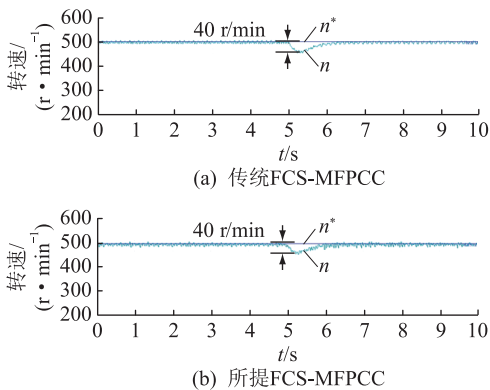 转速/
(r·min⁻¹)
600
500
400
300
200
40 r/min
n*
n
0 1 2 3 4 5 6 7 8 9 10
t/s
(a) 传统FCS-MFPCC
转速/
(r·min⁻¹)
600
500
400
300
200
40 r/min
n*
n
0 1 2 3 4 5 6 7 8 9 10
t/s
(b) 所提FCS-MFPCC